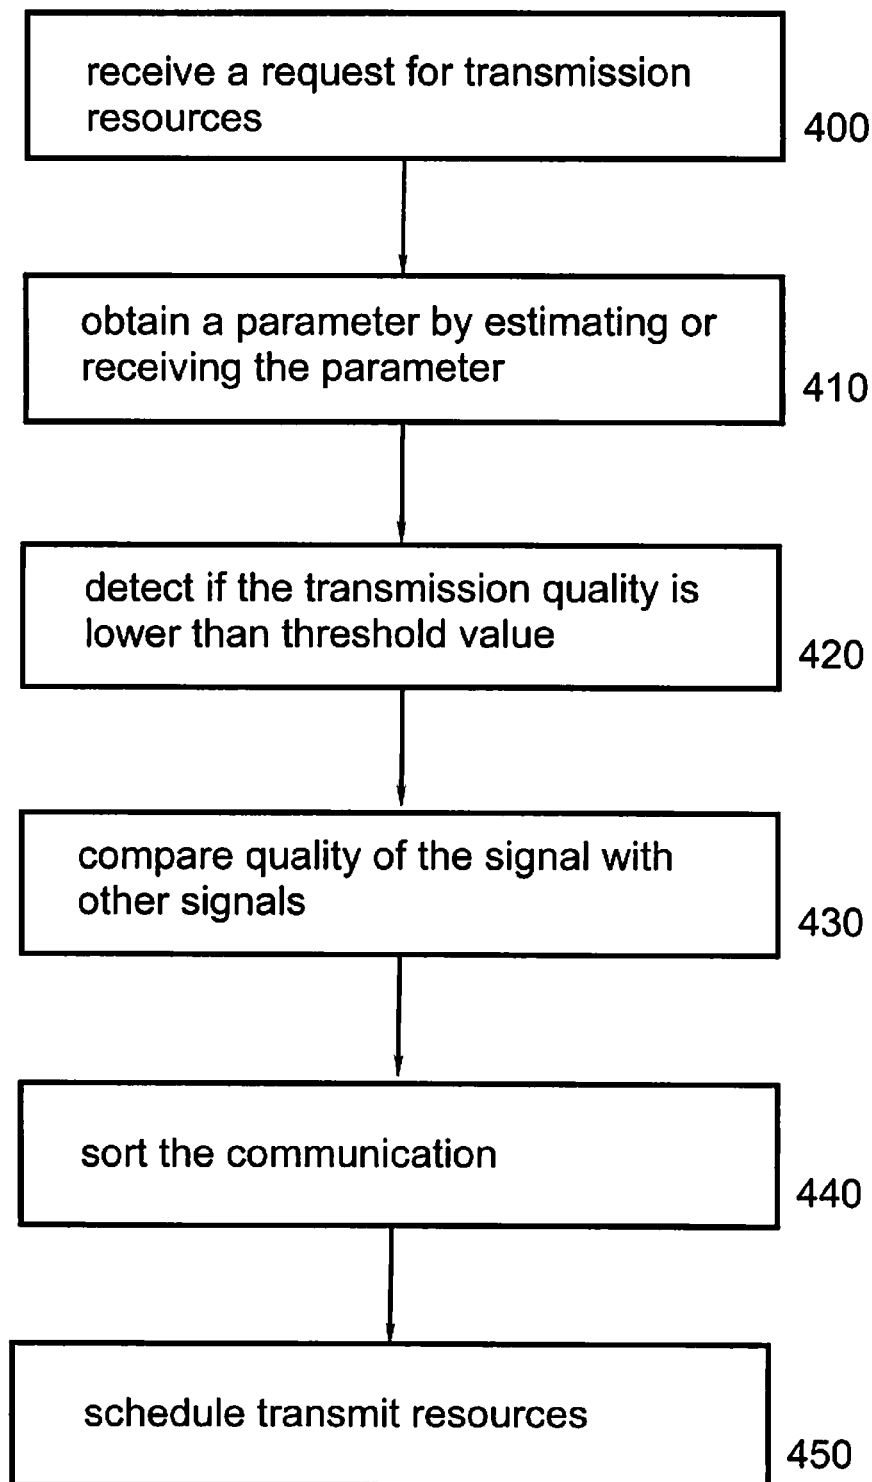 receive a request for transmission
resources
400
obtain a parameter by estimating or
receiving the parameter
410
detect if the transmission quality is
lower than threshold value
420
compare quality of the signal with
other signals
430
sort the communication
440
schedule transmit resources
450